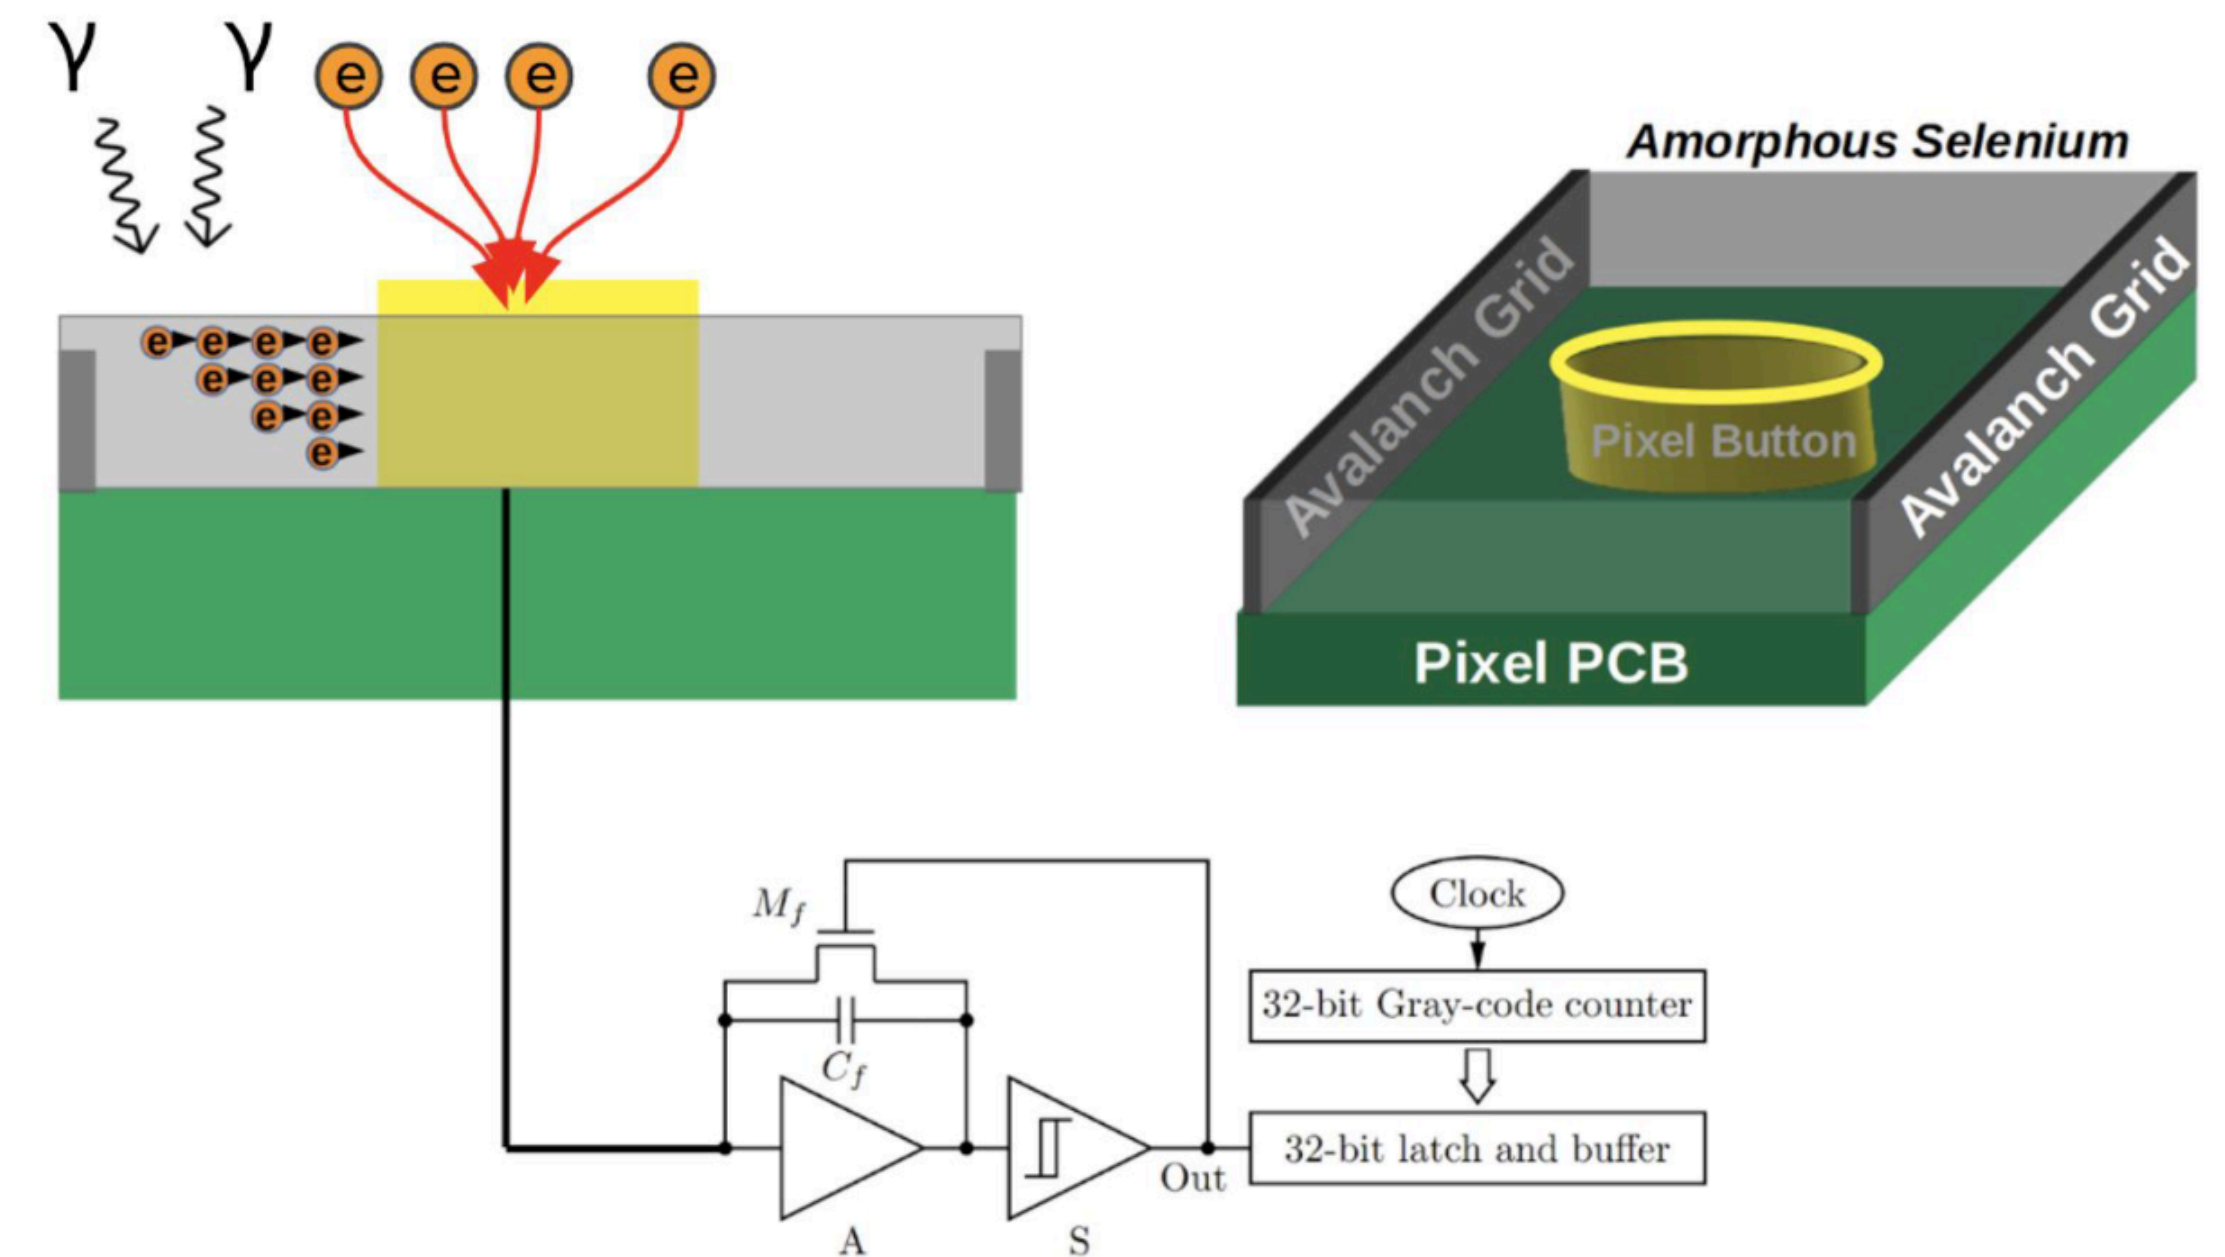 γ γ e e e e
e e e e
e e e
e e
e
Amorphous Selenium
Avalanch Grid
Avalanch Grid
Pixel Button
Pixel PCB
M_f
C_f
A
S
Out
Clock
32-bit Gray-code counter
32-bit latch and buffer